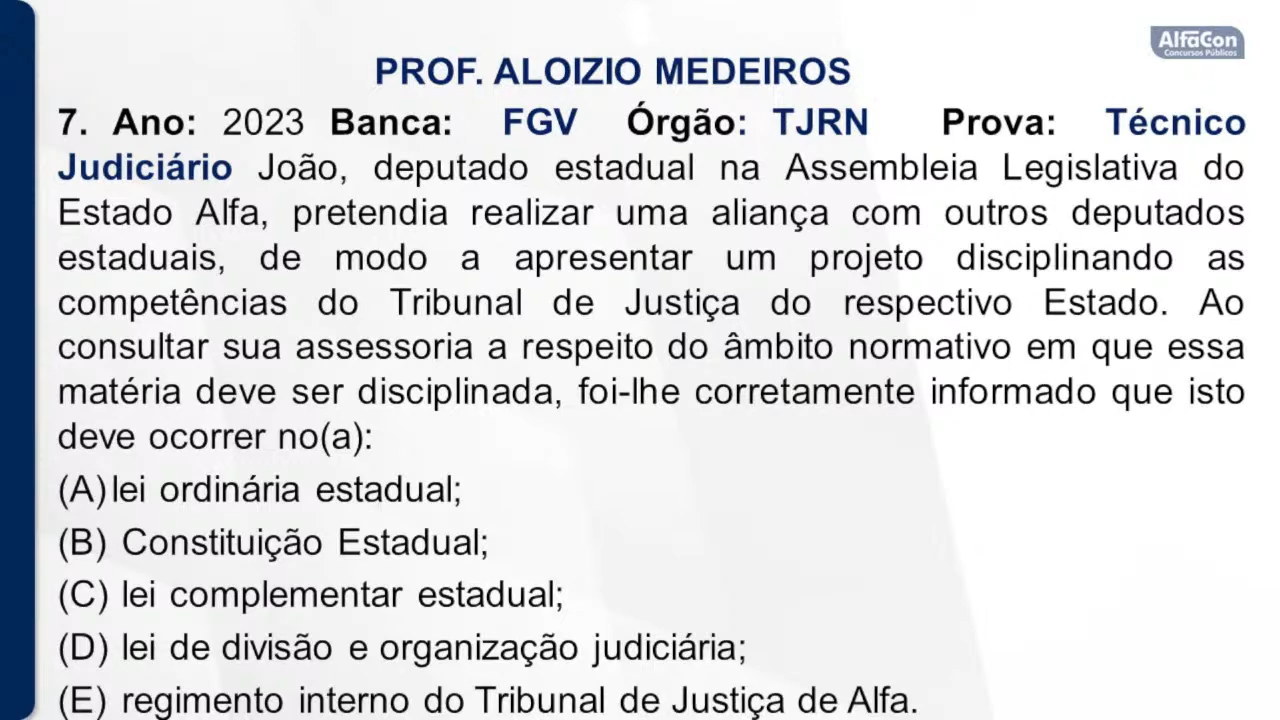 AlfaCon
Concursos Públicos
PROF. ALOIZIO MEDEIROS
7. Ano: 2023 Banca: FGV Órgão: TJRN Prova: Técnico
Judiciário João, deputado estadual na Assembleia Legislativa do
Estado Alfa, pretendia realizar uma aliança com outros deputados
estaduais, de modo a apresentar um projeto disciplinando as
competências do Tribunal de Justiça do respectivo Estado. Ao
consultar sua assessoria a respeito do âmbito normativo em que essa
matéria deve ser disciplinada, foi-lhe corretamente informado que isto
deve ocorrer no(a):
(A) lei ordinária estadual;
(B) Constituição Estadual;
(C) lei complementar estadual;
(D) lei de divisão e organização judiciária;
(E) regimento interno do Tribunal de Justiça de Alfa.